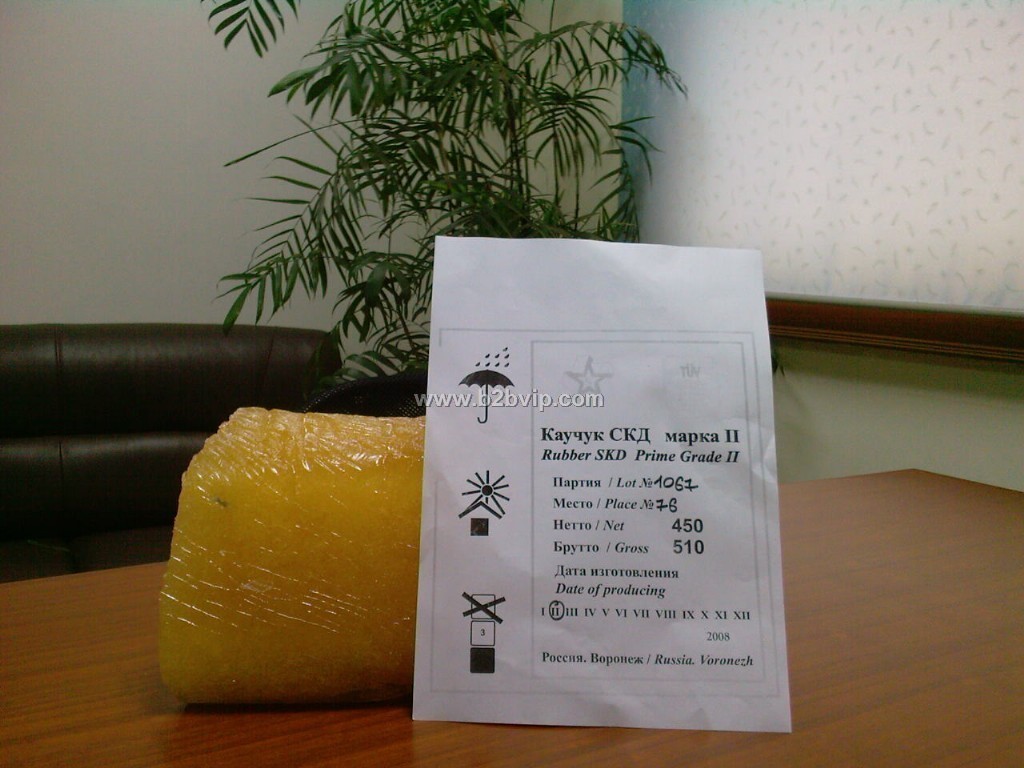 TÜV
www.b2bvip.com
Каучук СКД марка II
Rubber SKD Prime Grade II
Партия / Lot №1067
Место / Place №76
Нетто / Net 450
Брутто / Gross 510
Дата изготовления
Date of producing
I II III IV V VI VII VIII IX X XI XII
3
2008
Россия. Воронеж / Russia. Voronezh